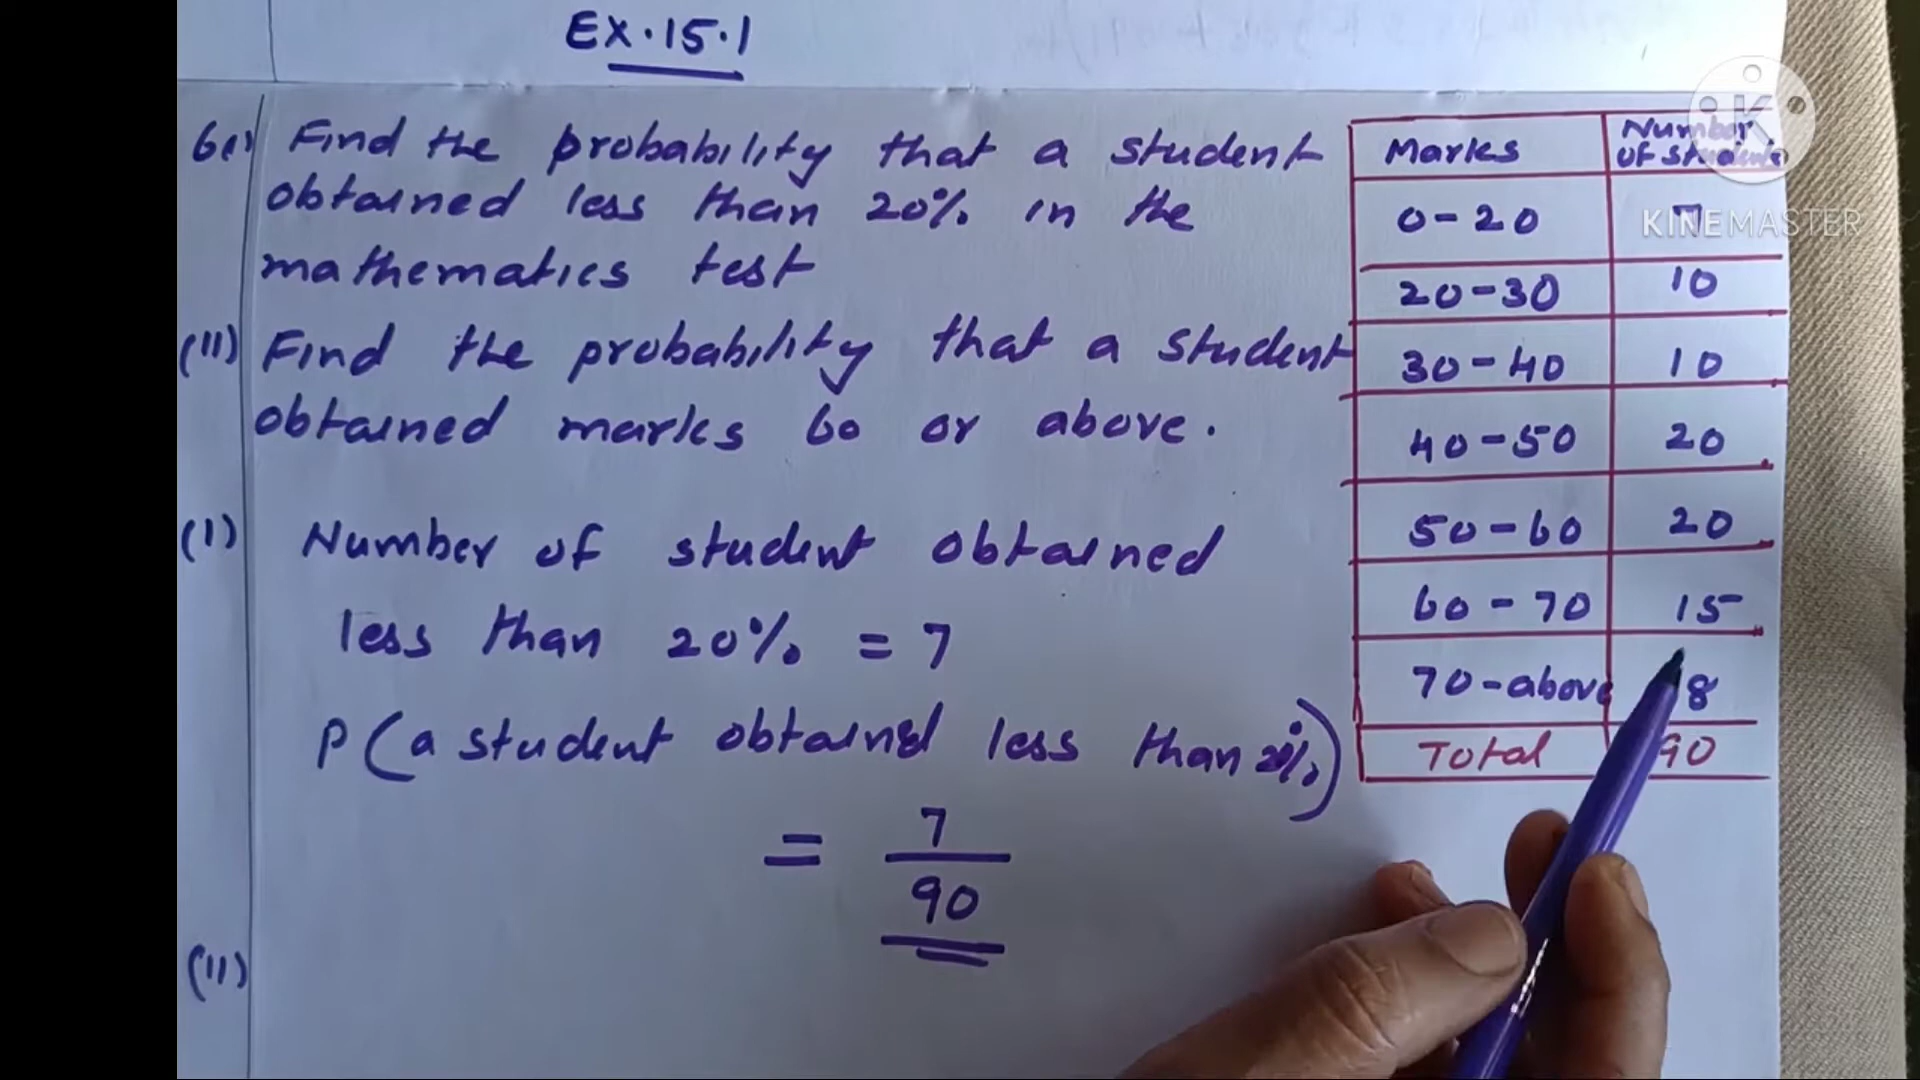 EX.15.1
6(i) Find the probability that a student
obtained less than 20% in the
mathematics test
(ii) Find the probability that a student
obtained marks 60 or above.
(i) Number of student obtained
less than 20% = 7
P(a student obtained less than 20%)
= 7
90
(ii)
Marks Number of students
0-20 7
20-30 10
30-40 10
40-50 20
50-60 20
60-70 15
70-above 8
Total 90
K
KINEMASTER